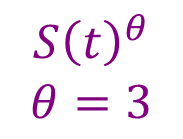 S(t)^θ
θ = 3